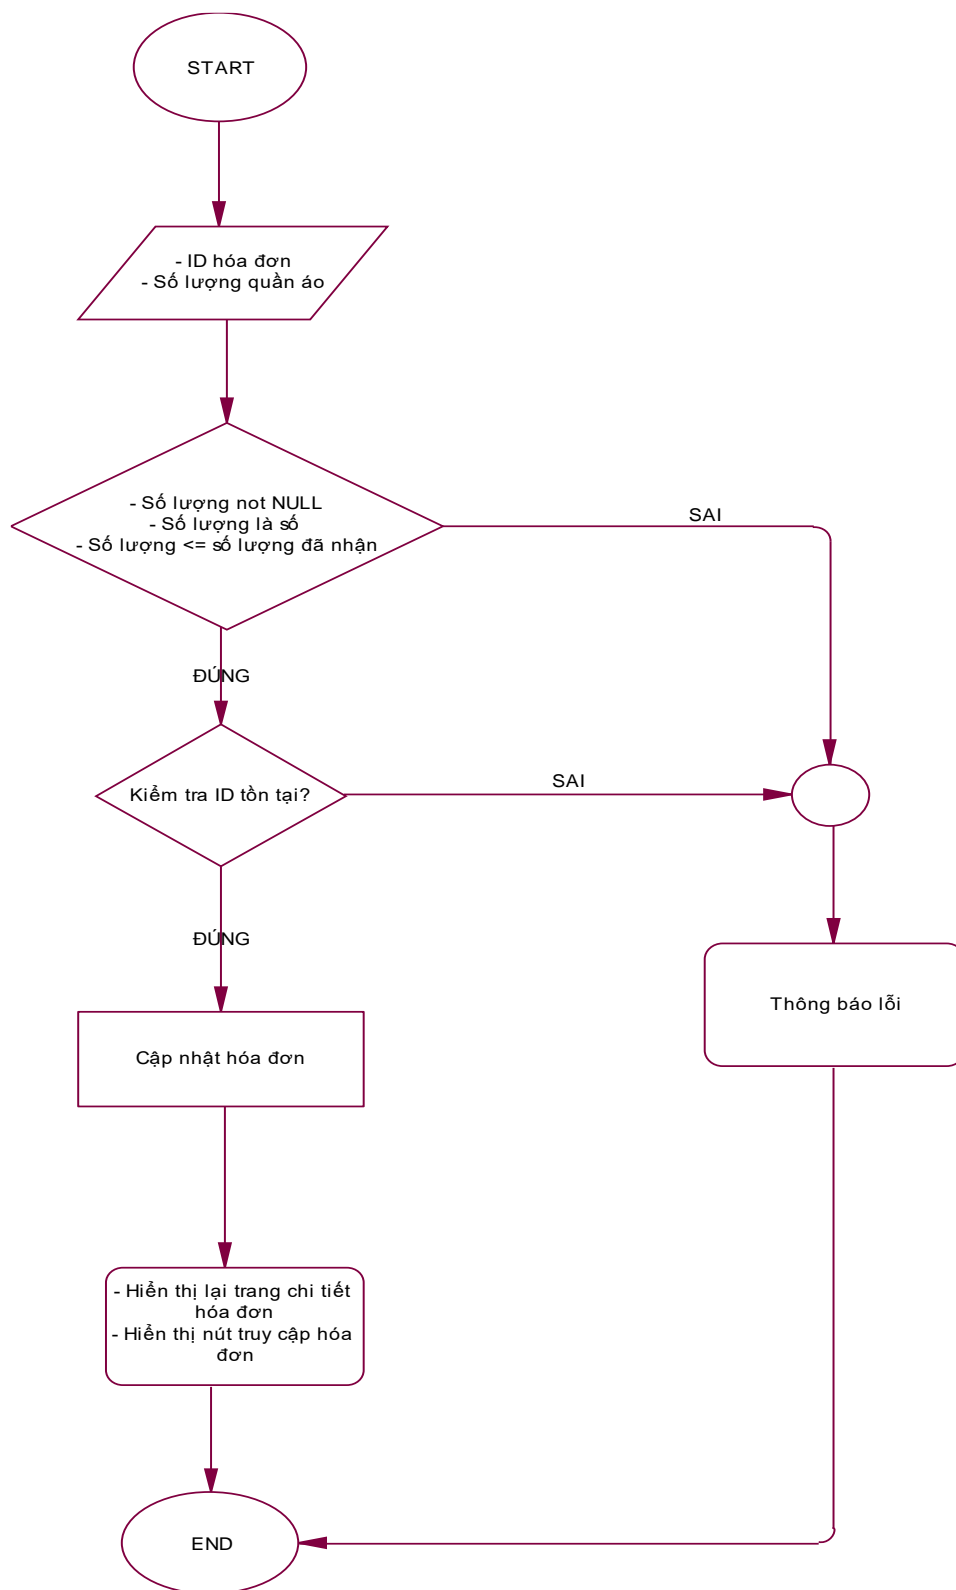 START
- ID hóa đơn
- Số lượng quần áo
- Số lượng not NULL
- Số lượng là số
- Số lượng <= số lượng đã nhận
SAI
ĐÚNG
Kiểm tra ID tồn tại?
SAI
ĐÚNG
Thông báo lỗi
Cập nhật hóa đơn
- Hiển thị lại trang chi tiết
hóa đơn
- Hiển thị nút truy cập hóa
đơn
END